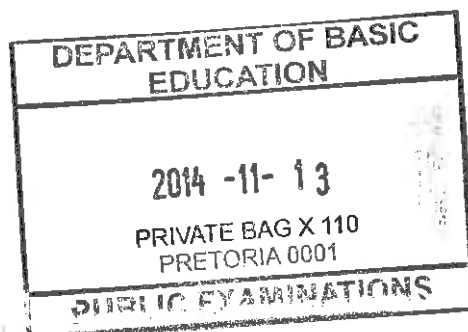 DEPARTMENT OF BASIC
EDUCATION
2014 -11- 13
PRIVATE BAG X 110
PRETORIA 0001
PUBLIC EXAMINATIONS